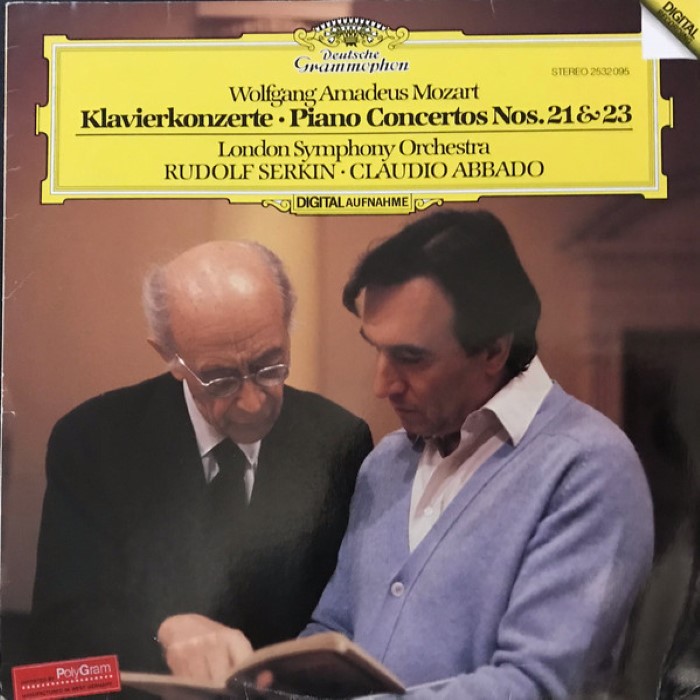 DIGITAL
Deutsche
Grammophon
STEREO 2532 095
Wolfgang Amadeus Mozart
Klavierkonzerte · Piano Concertos Nos. 21 & 23
London Symphony Orchestra
RUDOLF SERKIN · CLAUDIO ABBADO
DIGITAL AUFNAHME
PolyGram